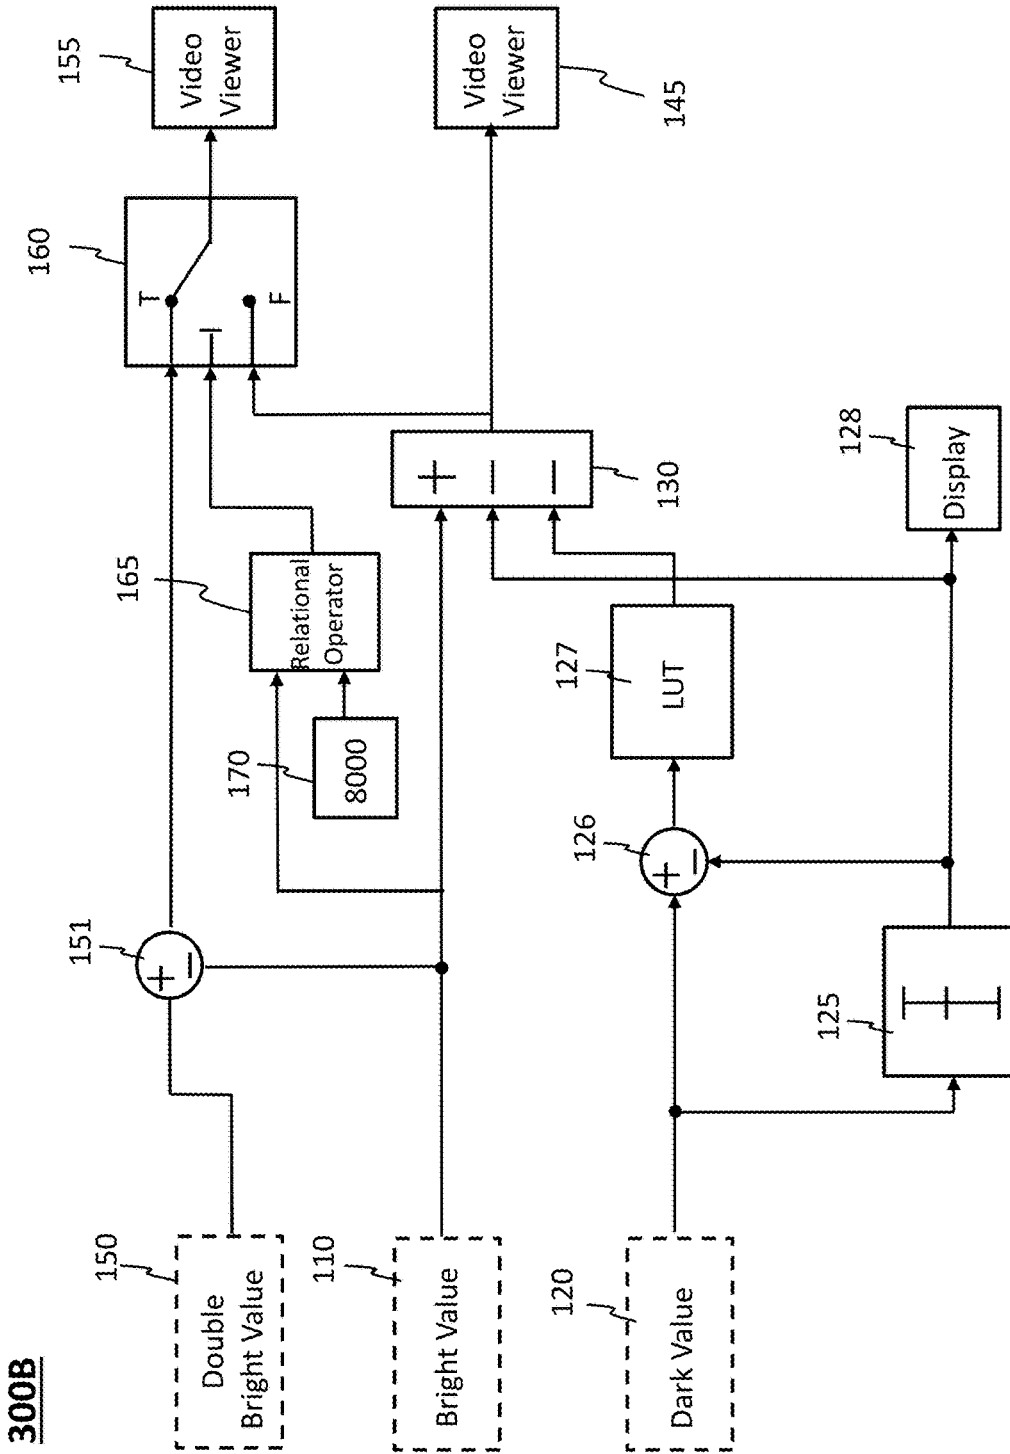 300B
150
Double
Bright Value
110
Bright Value
120
Dark Value
151
+
−
170
8000
165
Relational
Operator
160
T
I
F
155
Video
Viewer
145
Video
Viewer
130
+
−
−
126
+
−
127
LUT
125
128
Display